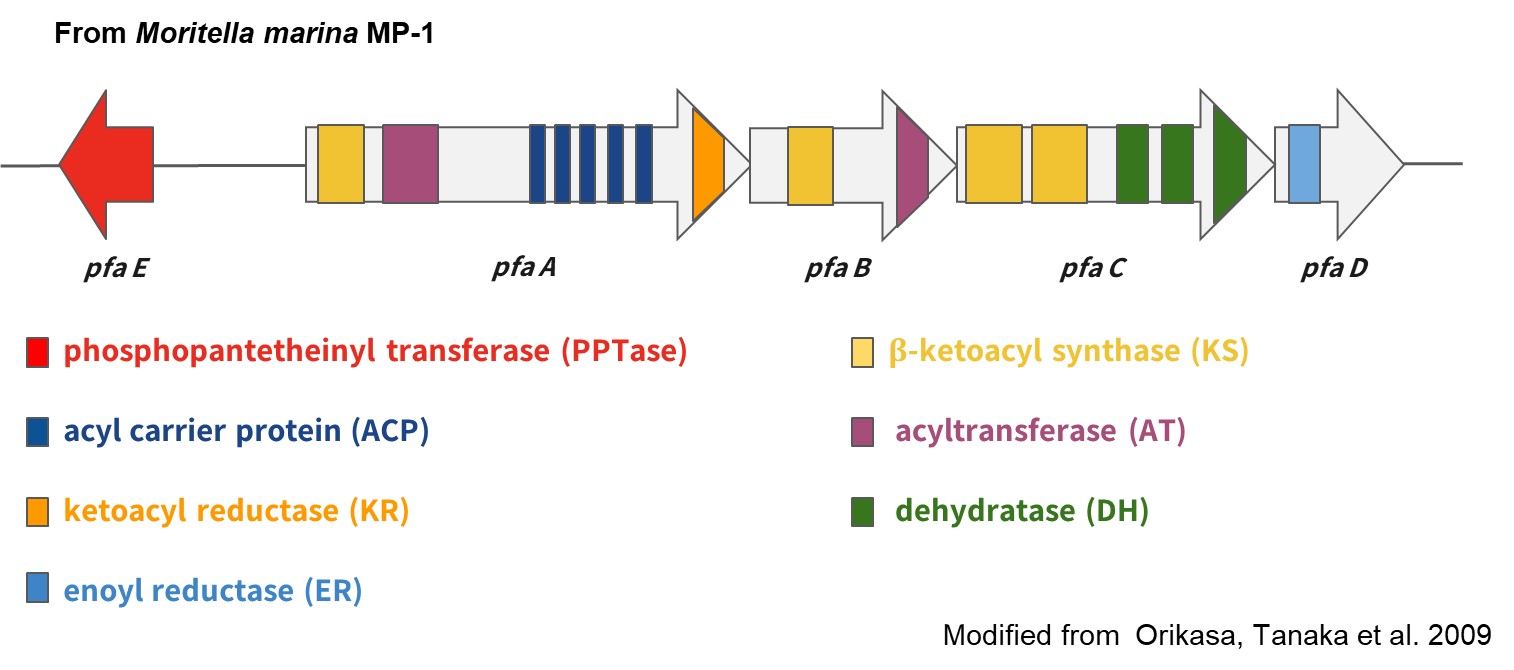 From Moritella marina MP-1
pfa E pfa A pfa B pfa C pfa D
phosphopantetheinyl transferase (PPTase)
β-ketoacyl synthase (KS)
acyl carrier protein (ACP)
acyltransferase (AT)
ketoacyl reductase (KR)
dehydratase (DH)
enoyl reductase (ER)
Modified from Orikasa, Tanaka et al. 2009